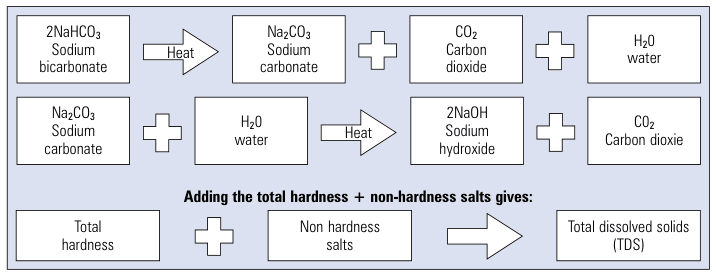 2NaHCO₃
Sodium
bicarbonate
Heat
Na₂CO₃
Sodium
carbonate
CO₂
Carbon
dioxide
H₂0
water
Na₂CO₃
Sodium
carbonate
H₂0
water
Heat
2NaOH
Sodium
hydroxide
CO₂
Carbon dioxie
Adding the total hardness + non-hardness salts gives:
Total
hardness
Non hardness
salts
Total dissolved solids
(TDS)